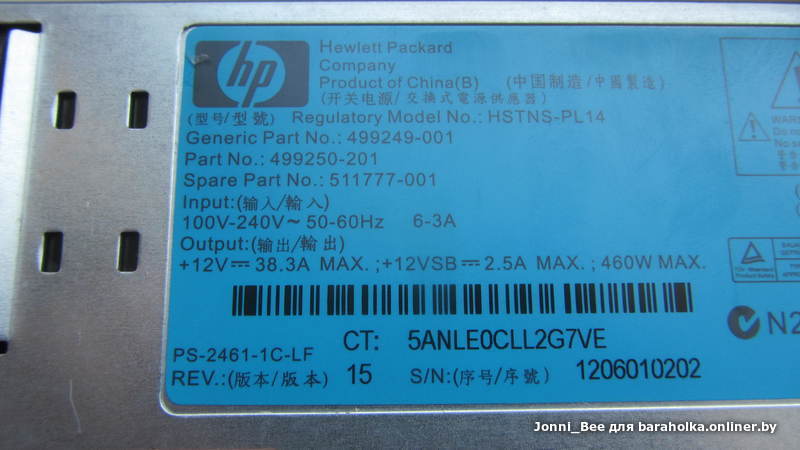 hp
Hewlett Packard
Company
Product of China(B) (中国制造/中國製造)
(开关电源/交換式電源供應器)
(型号/型號) Regulatory Model No.: HSTNS-PL14
Generic Part No.: 499249-001
Part No.: 499250-201
Spare Part No.: 511777-001
Input:(输入/輸入)
100V-240V~ 50-60Hz 6-3A
Output:(输出/輸出)
+12V⎓ 38.3A MAX. ;+12VSB⎓ 2.5A MAX. ; 460W MAX.
CT: 5ANLE0CLL2G7VE
PS-2461-1C-LF
REV.:(版本/版本) 15 S/N:(序号/序號) 1206010202
N2
Jonni_Bee для baraholka.onliner.by